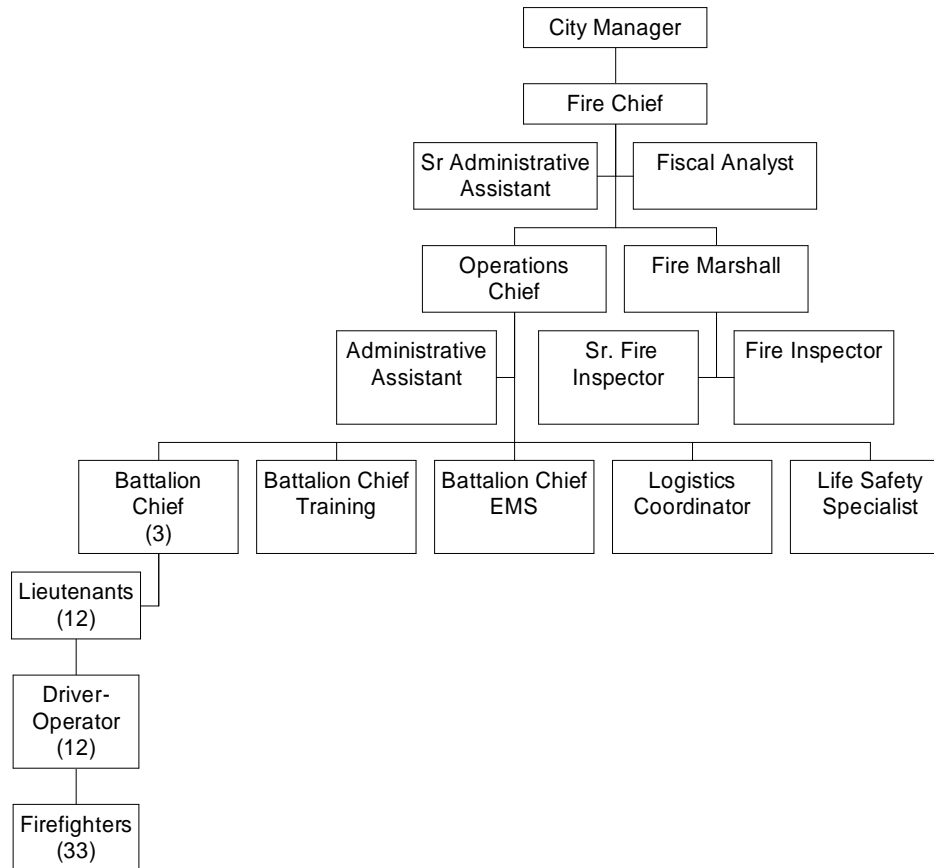 City Manager
Fire Chief
Sr Administrative
Assistant
Fiscal Analyst
Operations
Chief
Fire Marshall
Administrative
Assistant
Sr. Fire
Inspector
Fire Inspector
Battalion
Chief
(3)
Battalion Chief
Training
Battalion Chief
EMS
Logistics
Coordinator
Life Safety
Specialist
Lieutenants
(12)
Driver-
Operator
(12)
Firefighters
(33)